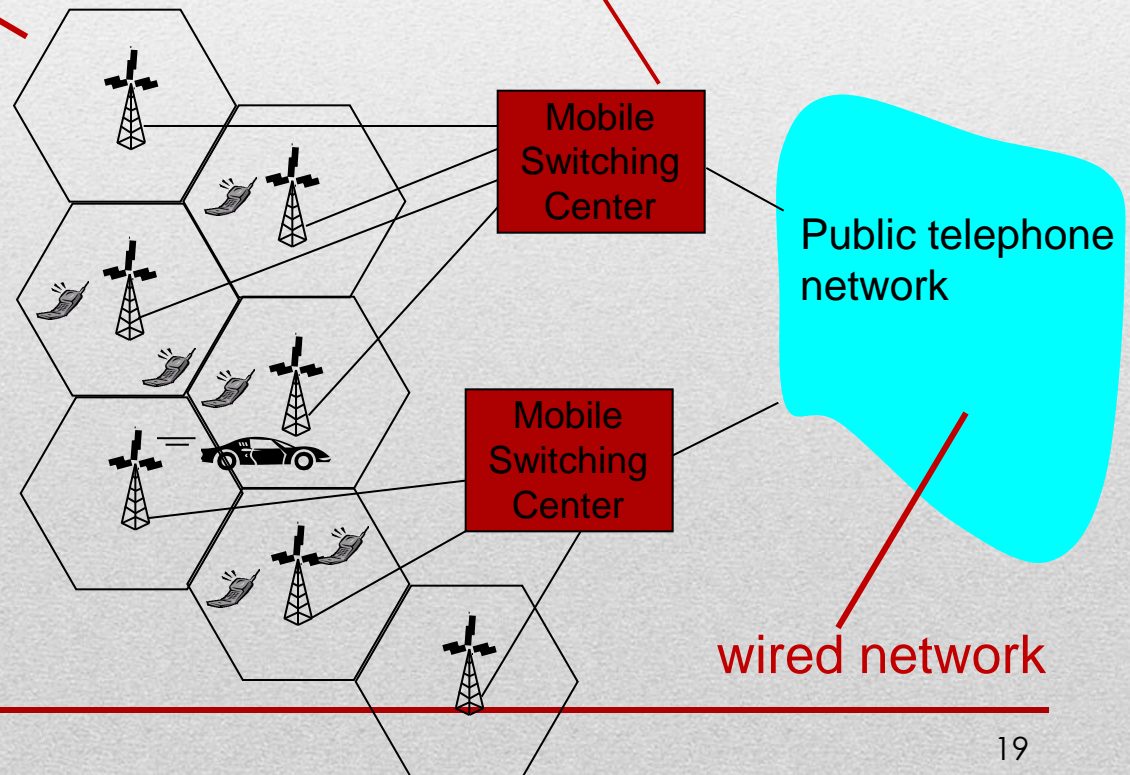 Mobile
Switching
Center
Public telephone
network
Mobile
Switching
Center
wired network
19